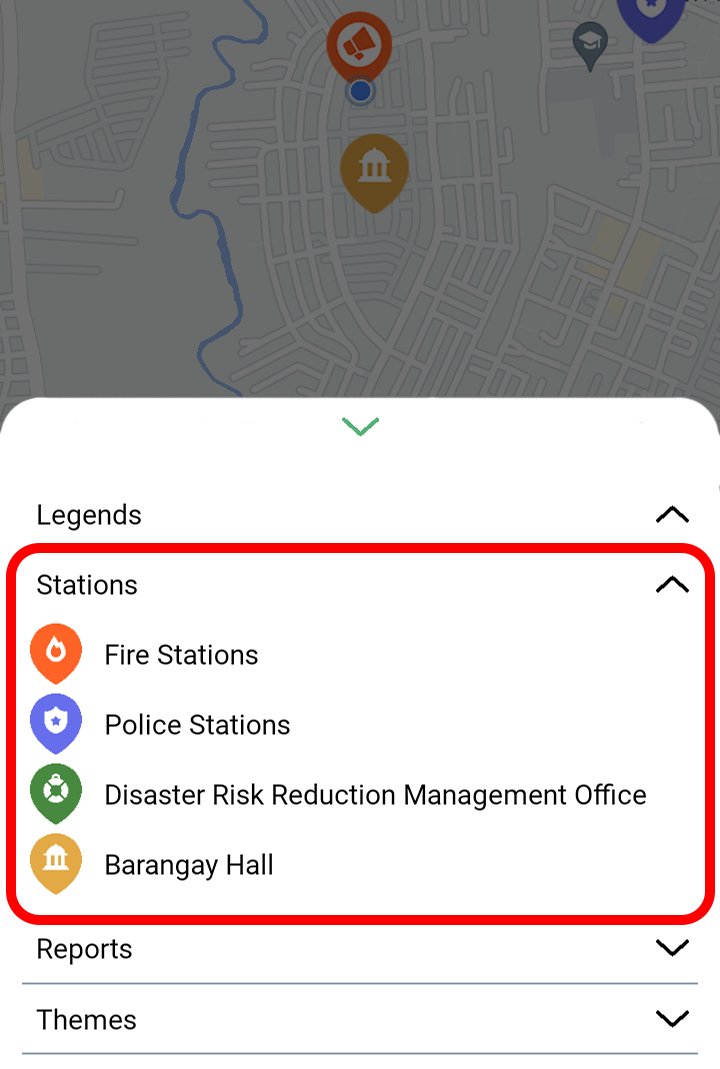 Legends
Stations
Fire Stations
Police Stations
Disaster Risk Reduction Management Office
Barangay Hall
Reports
Themes